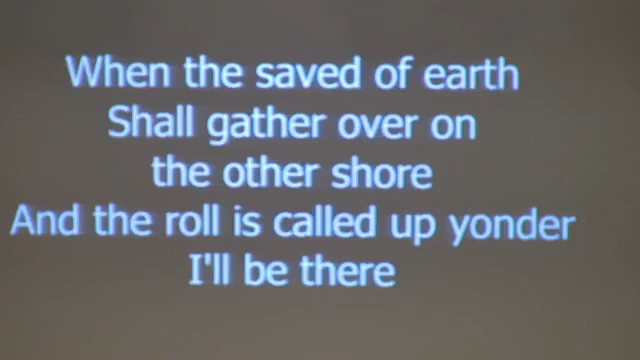 When the saved of earth
Shall gather over on
the other shore
And the roll is called up yonder
I'll be there